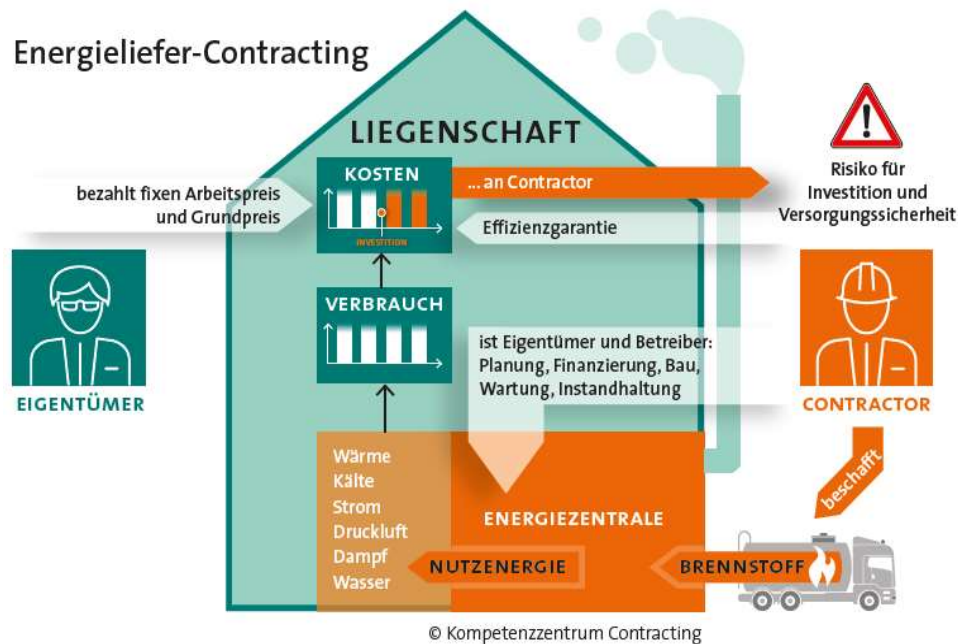 Energieliefer-Contracting
LIEGENSCHAFT
bezahlt fixen Arbeitspreis
und Grundpreis
KOSTEN
INVESTITION
... an Contractor
Effizienzgarantie
Risiko für
Investition und
Versorgungssicherheit
EIGENTÜMER
VERBRAUCH
ist Eigentümer und Betreiber:
Planung, Finanzierung, Bau,
Wartung, Instandhaltung
CONTRACTOR
beschafft
Wärme
Kälte
Strom
Druckluft
Dampf
Wasser
ENERGIEZENTRALE
NUTZENERGIE
BRENNSTOFF
© Kompetenzzentrum Contracting